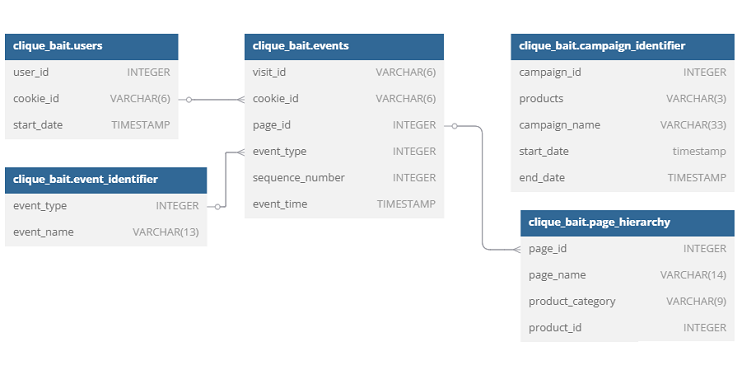 clique_bait.users
user_id INTEGER
cookie_id VARCHAR(6)
start_date TIMESTAMP
clique_bait.event_identifier
event_type INTEGER
event_name VARCHAR(13)
clique_bait.events
visit_id VARCHAR(6)
cookie_id VARCHAR(6)
page_id INTEGER
event_type INTEGER
sequence_number INTEGER
event_time TIMESTAMP
clique_bait.campaign_identifier
campaign_id INTEGER
products VARCHAR(3)
campaign_name VARCHAR(33)
start_date timestamp
end_date TIMESTAMP
clique_bait.page_hierarchy
page_id INTEGER
page_name VARCHAR(14)
product_category VARCHAR(9)
product_id INTEGER